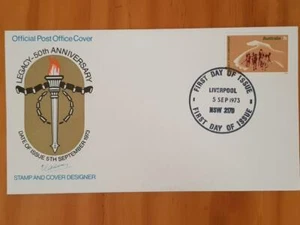 Official Post Office Cover
LEGACY-50th ANNIVERSARY
DATE OF ISSUE 5TH SEPTEMBER 1973
STAMP AND COVER DESIGNER
Australia
FIRST DAY OF ISSUE
LIVERPOOL
5 SEP 1973
NSW 2170
FIRST DAY OF ISSUE